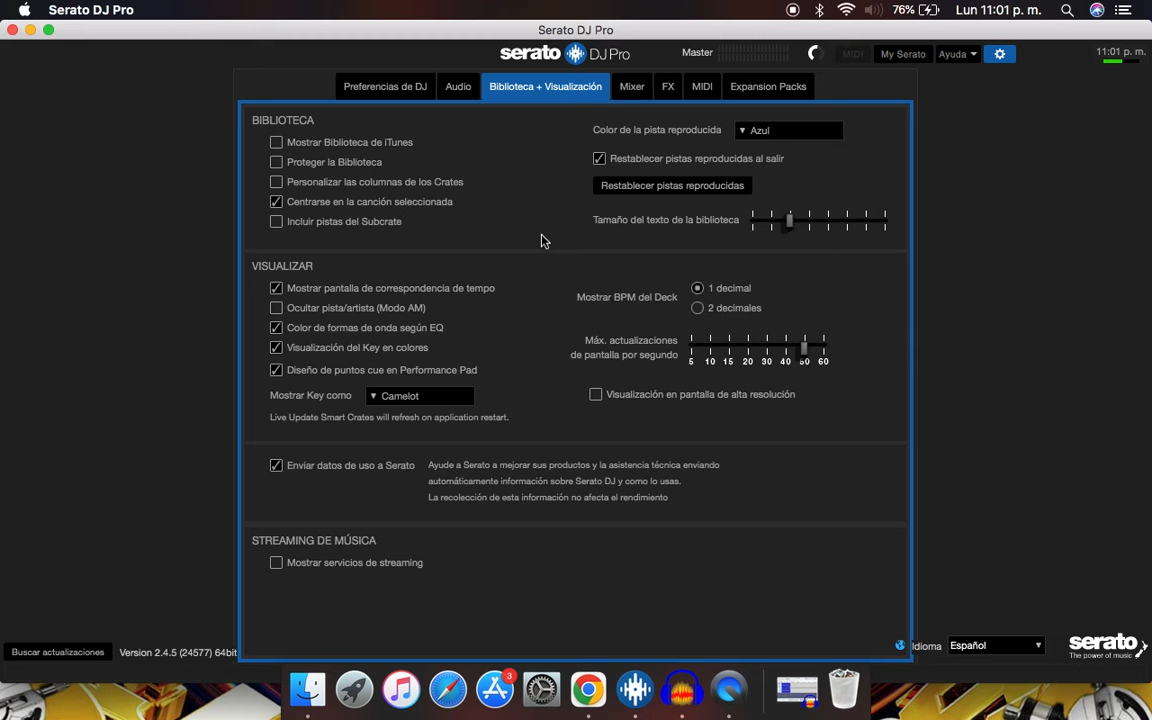 Serato DJ Pro
76%
Lun 11:01 p. m.
Serato DJ Pro
serato DJ Pro
Master
MIDI
My Serato
Ayuda
11:01 p. m.
Preferencias de DJ
Audio
Biblioteca + Visualización
Mixer
FX
MIDI
Expansion Packs
BIBLIOTECA
Mostrar Biblioteca de iTunes
Proteger la Biblioteca
Personalizar las columnas de los Crates
Centrarse en la canción seleccionada
Incluir pistas del Subcrate
Color de la pista reproducida
Azul
Restablecer pistas reproducidas al salir
Restablecer pistas reproducidas
Tamaño del texto de la biblioteca
VISUALIZAR
Mostrar pantalla de correspondencia de tempo
Ocultar pista/artista (Modo AM)
Color de formas de onda según EQ
Visualización del Key en colores
Diseño de puntos cue en Performance Pad
Mostrar Key como
Camelot
Live Update Smart Crates will refresh on application restart.
Mostrar BPM del Deck
1 decimal
2 decimales
Máx. actualizaciones
de pantalla por segundo
5 10 15 20 30 40 50 60
Visualización en pantalla de alta resolución
Enviar datos de uso a Serato
Ayude a Serato a mejorar sus productos y la asistencia técnica enviando
automáticamente información sobre Serato DJ y como lo usas.
La recolección de esta información no afecta el rendimiento
STREAMING DE MÚSICA
Mostrar servicios de streaming
Buscar actualizaciones
Version 2.4.5 (24577) 64bit
Idioma
Español
serato
The power of music
3